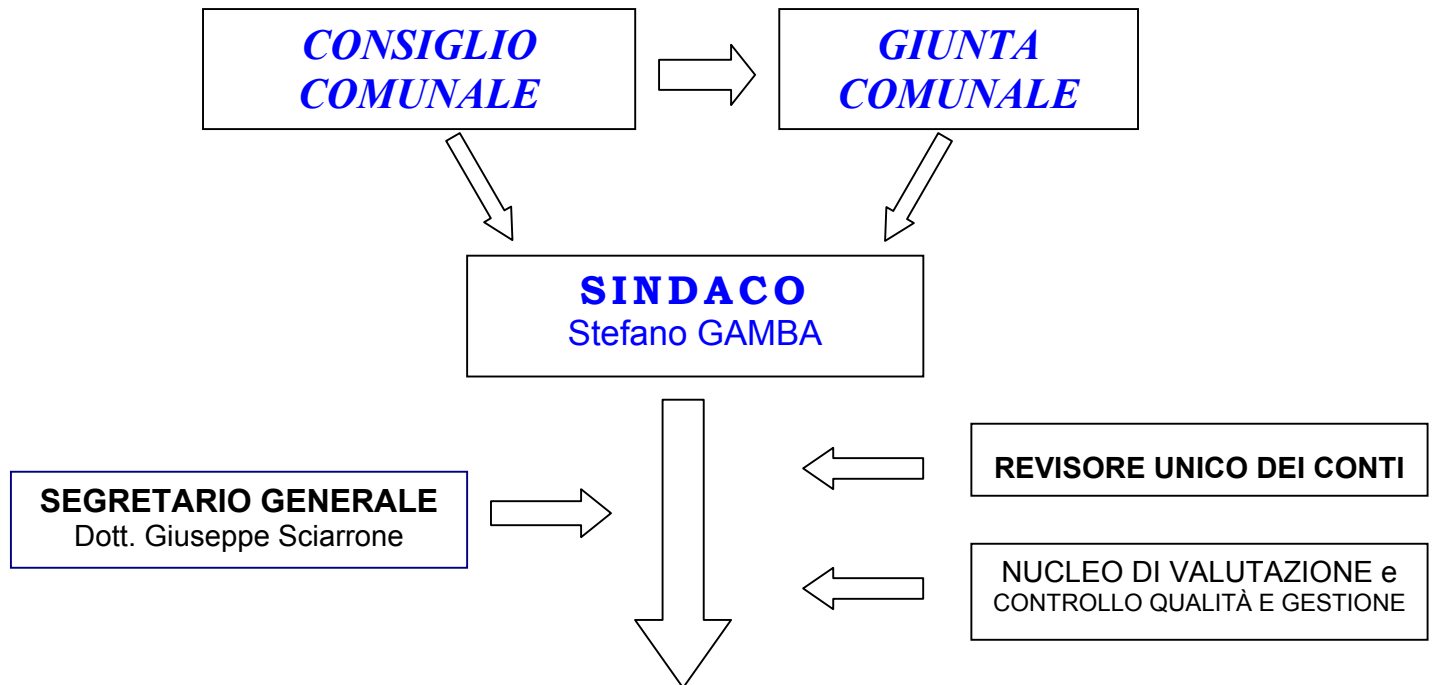 CONSIGLIO
COMUNALE
GIUNTA
COMUNALE
SINDACO
Stefano GAMBA
REVISORE UNICO DEI CONTI
SEGRETARIO GENERALE
Dott. Giuseppe Sciarrone
NUCLEO DI VALUTAZIONE e
CONTROLLO QUALITÀ E GESTIONE